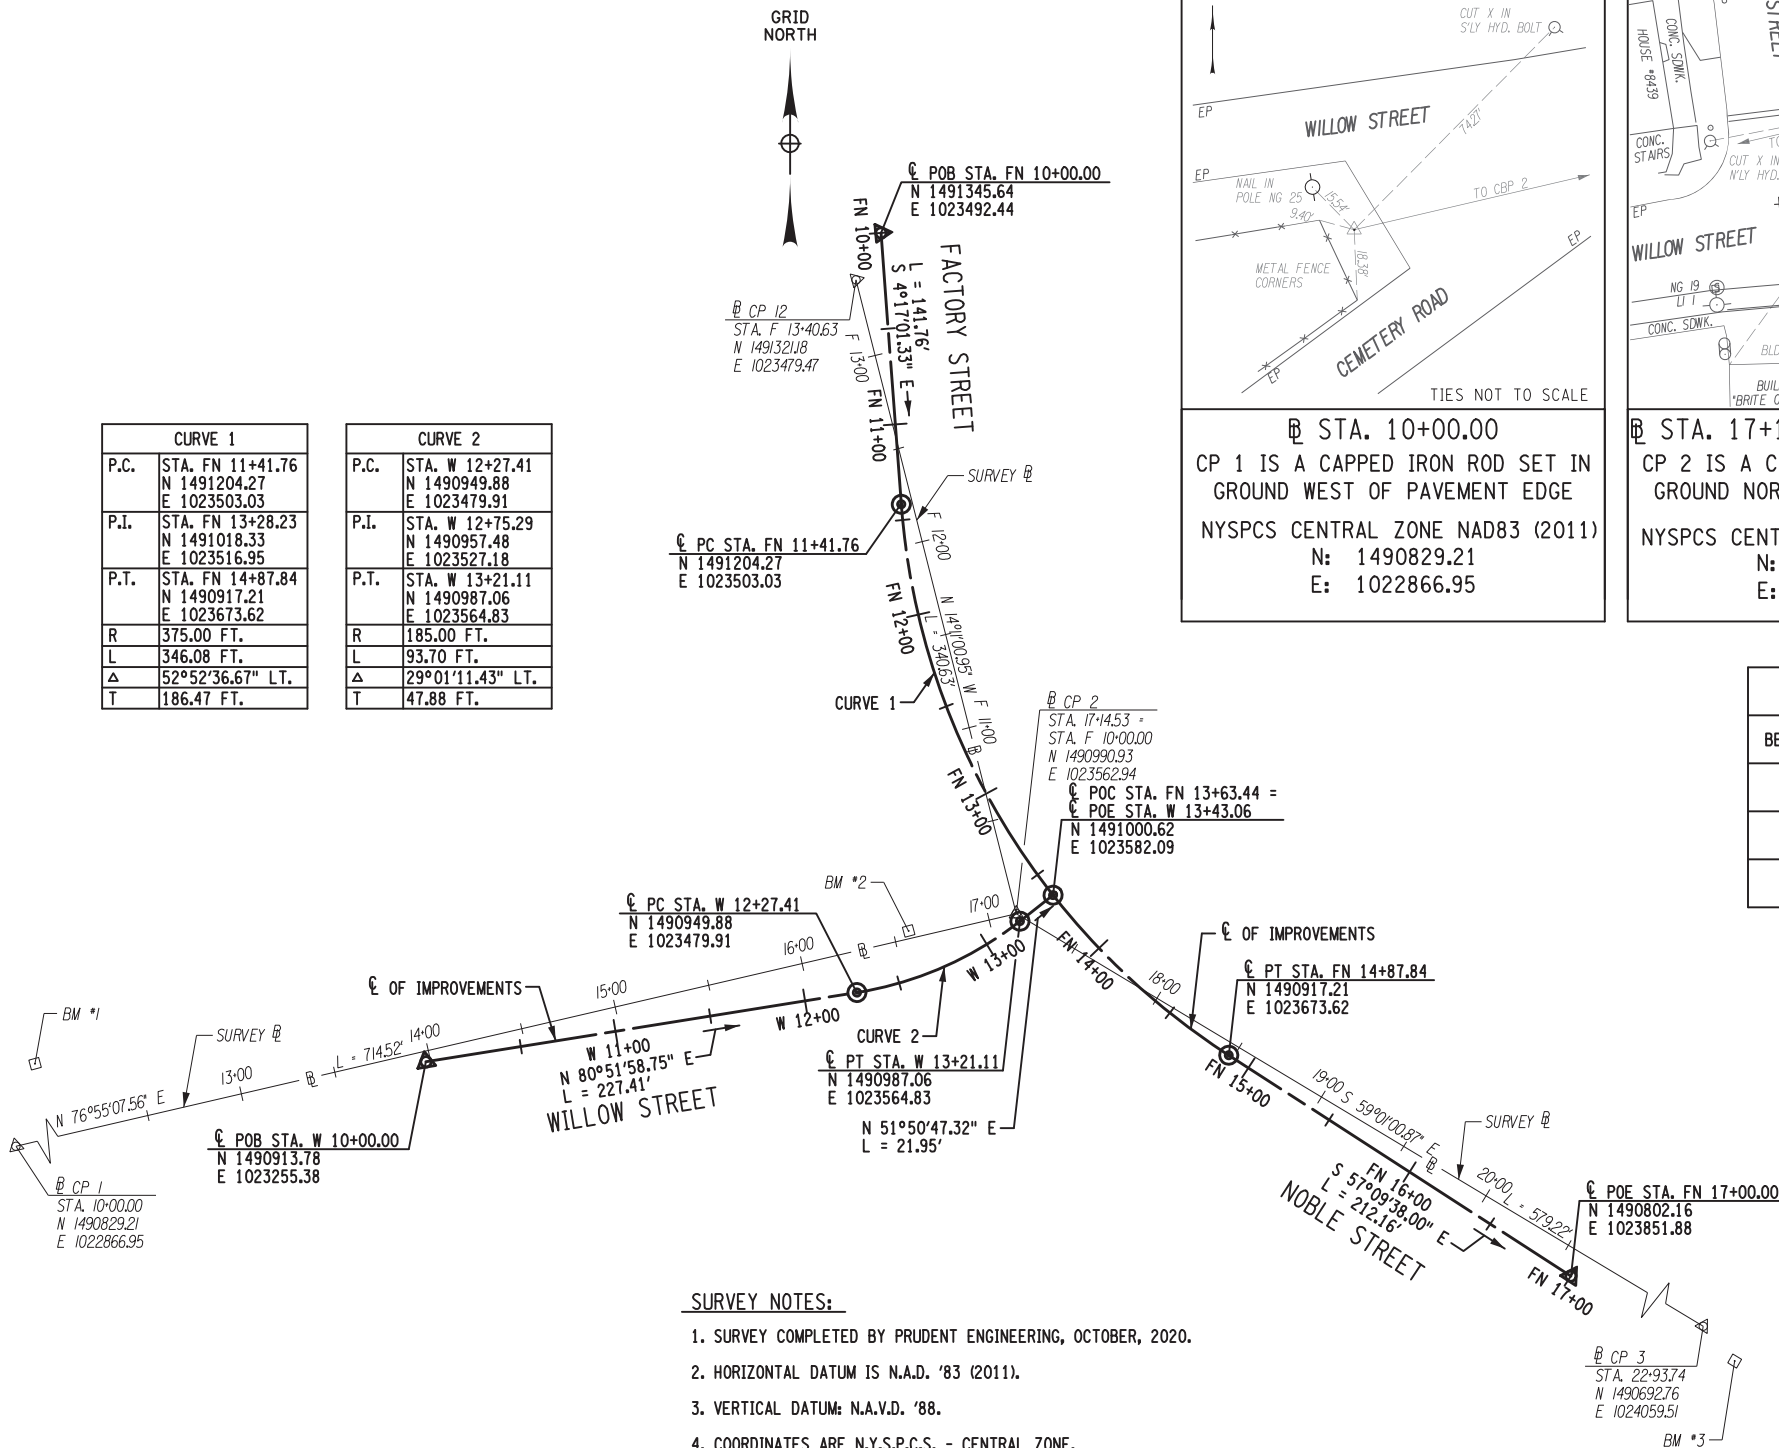 GRID
NORTH
℄ POB STA. FN 10+00.00
N 1491345.64
E 1023492.44
FN 10+00
FACTORY STREET
L = 141.76'
S 4°17'01.33" E
℔ CP 12
STA. F 13+40.63
N 1491321.18
E 1023479.47
F 13+00
FN 11+00
SURVEY ℔
F 12+00
℄ PC STA. FN 11+41.76
N 1491204.27
E 1023503.03
FN 12+00
N 14°11'00.95" W
L = 340.63'
F 11+00
℔
CURVE 1
FN 13+00
CURVE 1
P.C. STA. FN 11+41.76
N 1491204.27
E 1023503.03
P.I. STA. FN 13+28.23
N 1491018.33
E 1023516.95
P.T. STA. FN 14+87.84
N 1490917.21
E 1023673.62
R 375.00 FT.
L 346.08 FT.
Δ 52°52'36.67" LT.
T 186.47 FT.
CURVE 2
P.C. STA. W 12+27.41
N 1490949.88
E 1023479.91
P.I. STA. W 12+75.29
N 1490957.48
E 1023527.18
P.T. STA. W 13+21.11
N 1490987.06
E 1023564.83
R 185.00 FT.
L 93.70 FT.
Δ 29°01'11.43" LT.
T 47.88 FT.
CUT X IN
S'LY HYD. BOLT
EP
WILLOW STREET
74.27'
EP
NAIL IN
POLE NG 25
15.54'
9.40'
TO CBP 2
18.38'
METAL FENCE
CORNERS
EP
CEMETERY ROAD
EP
TIES NOT TO SCALE
℔ STA. 10+00.00
CP 1 IS A CAPPED IRON ROD SET IN
GROUND WEST OF PAVEMENT EDGE
NYSPCS CENTRAL ZONE NAD83 (2011)
N: 1490829.21
E: 1022866.95
STREET
HOUSE #8439
CONC. SDWK.
CONC.
STAIRS
CUT X IN
N'LY HYD.
EP
WILLOW STREET
NG 19
LI 1
CONC. SDWK.
"BRITE
℔ STA. 17+1
CP 2 IS A C
GROUND NOR
NYSPCS CENT
N:
E:
BE
℔ CP 2
STA. 17+14.53 =
STA. F 10+00.00
N 1490990.93
E 1023562.94
℄ POC STA. FN 13+63.44 =
℄ POE STA. W 13+43.06
N 1491000.62
E 1023582.09
BM #2
17+00
℄ PC STA. W 12+27.41
N 1490949.88
E 1023479.91
16+00
℔
W 13+00
FN 14+00
℄ OF IMPROVEMENTS
℄ PT STA. FN 14+87.84
N 1490917.21
E 1023673.62
18+00
℄ OF IMPROVEMENTS
15+00
W 12+00
CURVE 2
BM #1
SURVEY ℔
L = 714.52'
14+00
13+00
℔
N 76°55'07.56" E
W 11+00
N 80°51'58.75" E
L = 227.41'
WILLOW STREET
℄ PT STA. W 13+21.11
N 1490987.06
E 1023564.83
N 51°50'47.32" E
L = 21.95'
℄ POB STA. W 10+00.00
N 1490913.78
E 1023255.38
℔ CP 1
STA. 10+00.00
N 1490829.21
E 1022866.95
FN 15+00
19+00
S 59°01'00.87" E
℔
SURVEY ℔
20+00
L = 579.22'
FN 16+00
S 57°09'38.00" E
L = 212.16'
NOBLE STREET
℄ POE STA. FN 17+00.00
N 1490802.16
E 1023851.88
FN 17+00
℔ CP 3
STA. 22+93.74
N 1490692.76
E 1024059.51
BM #3
SURVEY NOTES:
1. SURVEY COMPLETED BY PRUDENT ENGINEERING, OCTOBER, 2020.
2. HORIZONTAL DATUM IS N.A.D. '83 (2011).
3. VERTICAL DATUM: N.A.V.D. '88.
4. COORDINATES ARE N.Y.S.P.C.S. - CENTRAL ZONE.